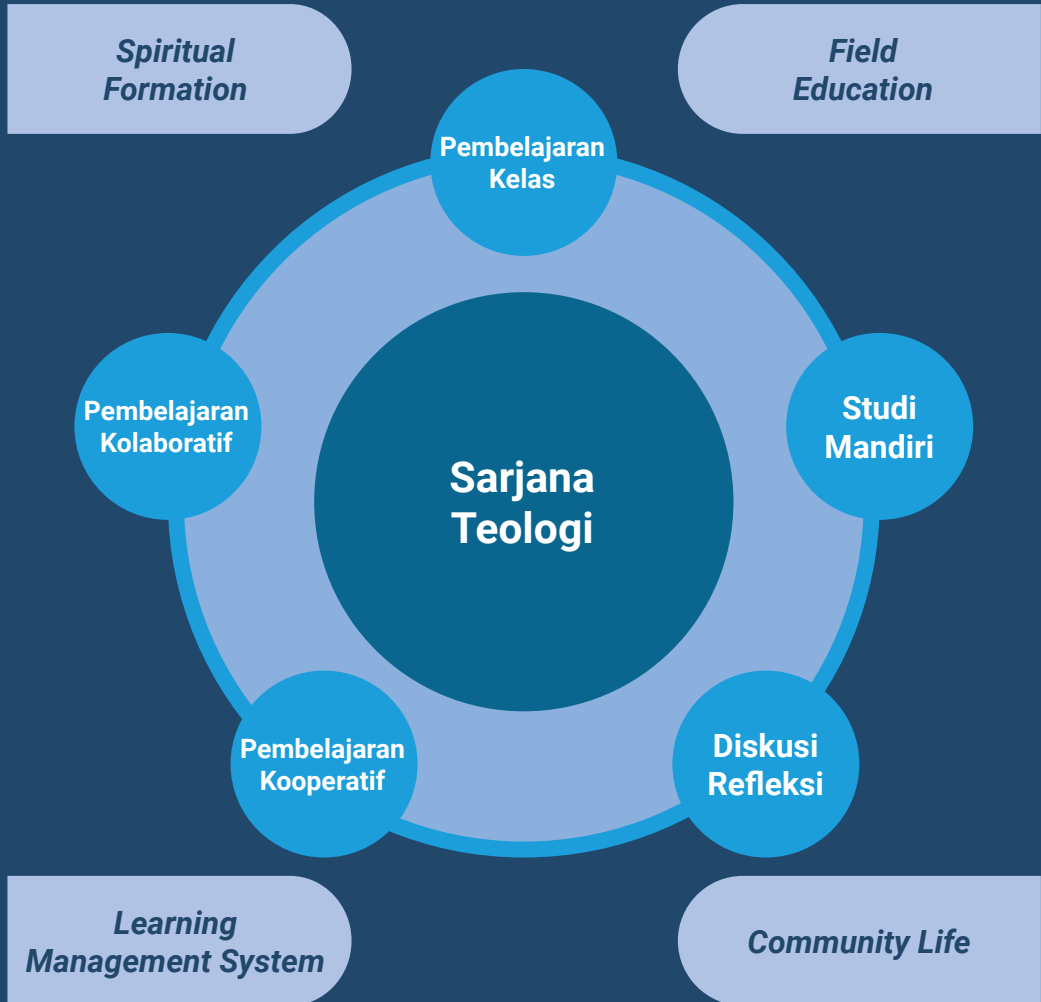 Spiritual
Formation
Field
Education
Pembelajaran
Kelas
Pembelajaran
Kolaboratif
Studi
Mandiri
Sarjana
Teologi
Pembelajaran
Kooperatif
Diskusi
Refleksi
Learning
Management System
Community Life